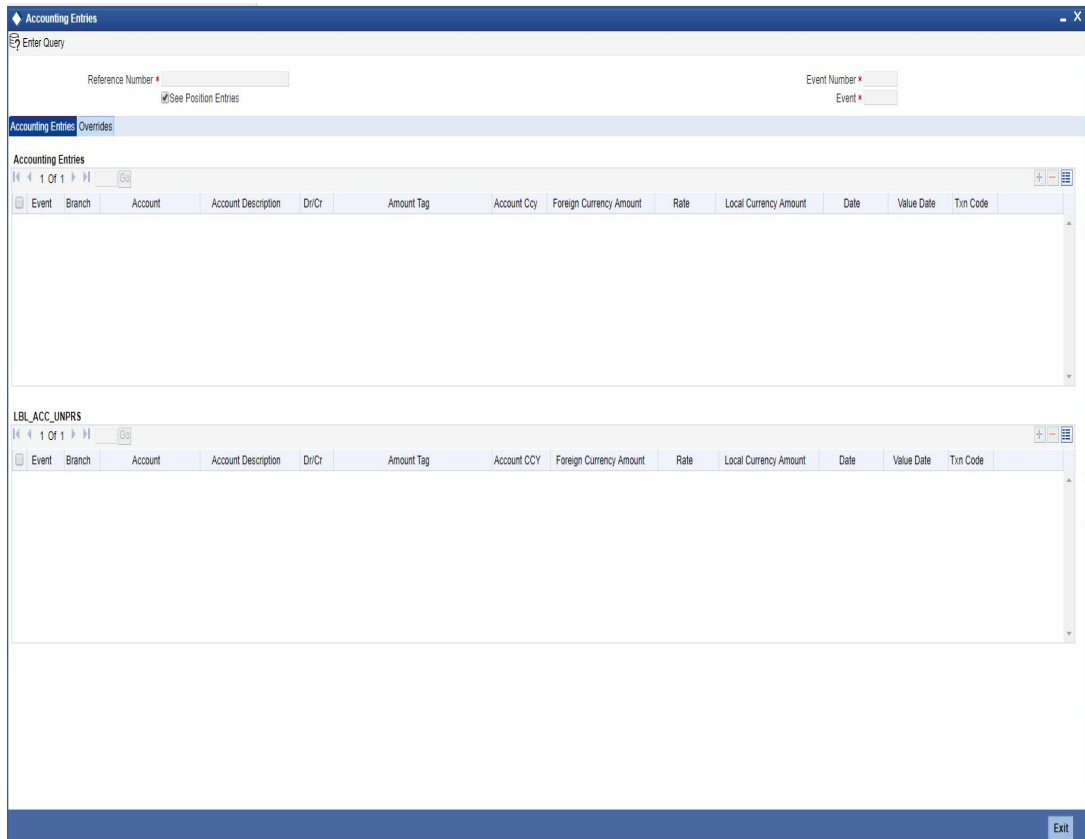 Accounting Entries
Enter Query
Reference Number * Event Number *
See Position Entries Event *
Accounting Entries Overrides
Accounting Entries
1 Of 1 Go
Event Branch Account Account Description Dr/Cr Amount Tag Account Ccy Foreign Currency Amount Rate Local Currency Amount Date Value Date Txn Code
LBL_ACC_UNPRS
1 Of 1 Go
Event Branch Account Account Description Dr/Cr Amount Tag Account CCY Foreign Currency Amount Rate Local Currency Amount Date Value Date Txn Code
Exit